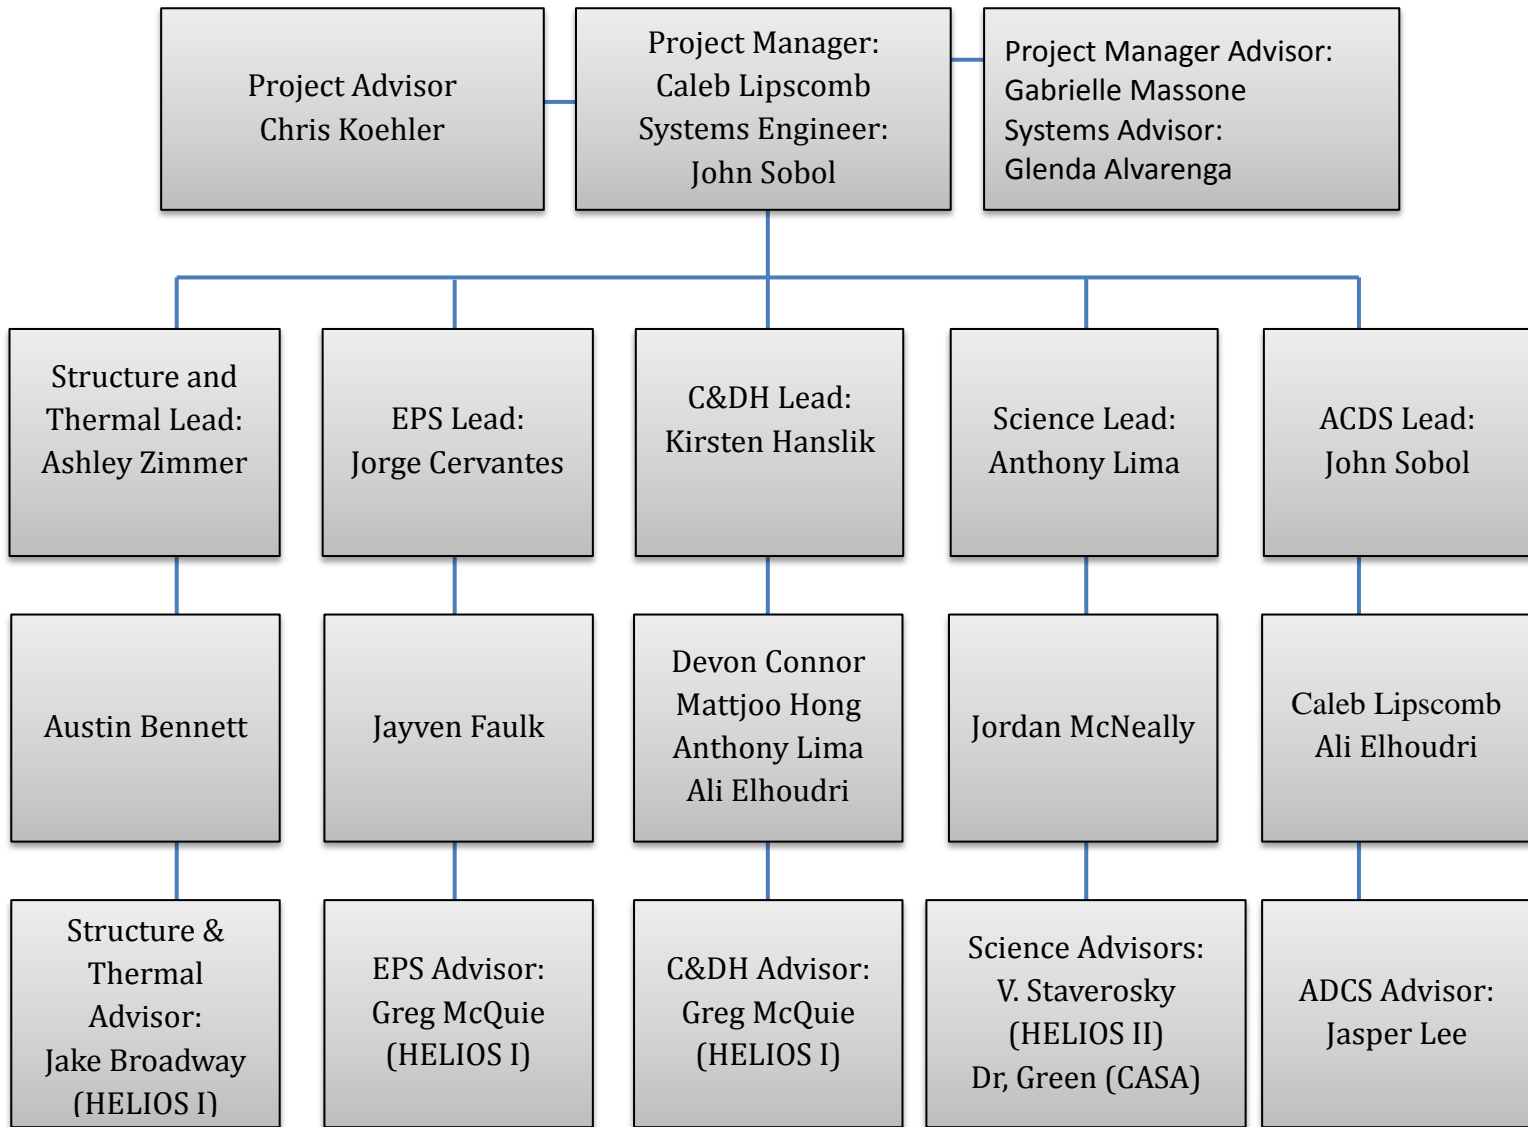 Project Advisor
Chris Koehler
Project Manager:
Caleb Lipscomb
Systems Engineer:
John Sobol
Project Manager Advisor:
Gabrielle Massone
Systems Advisor:
Glenda Alvarenga
Structure and
Thermal Lead:
Ashley Zimmer
EPS Lead:
Jorge Cervantes
C&DH Lead:
Kirsten Hanslik
Science Lead:
Anthony Lima
ACDS Lead:
John Sobol
Austin Bennett
Jayven Faulk
Devon Connor
Mattjoo Hong
Anthony Lima
Ali Elhoudri
Jordan McNeally
Caleb Lipscomb
Ali Elhoudri
Structure &
Thermal
Advisor:
Jake Broadway
(HELIOS I)
EPS Advisor:
Greg McQuie
(HELIOS I)
C&DH Advisor:
Greg McQuie
(HELIOS I)
Science Advisors:
V. Staverosky
(HELIOS II)
Dr, Green (CASA)
ADCS Advisor:
Jasper Lee